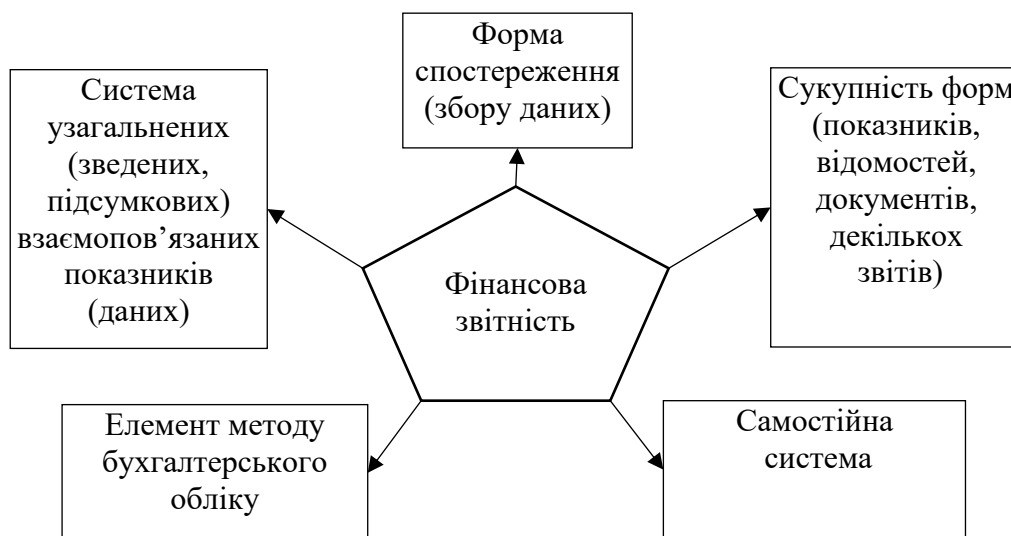 Форма
спостереження
(збору даних)
Система
узагальнених
(зведених,
підсумкових)
взаємопов’язаних
показників
(даних)
Сукупність форм
(показників,
відомостей,
документів,
декількох
звітів)
Фінансова
звітність
Елемент методу
бухгалтерського
обліку
Самостійна
система